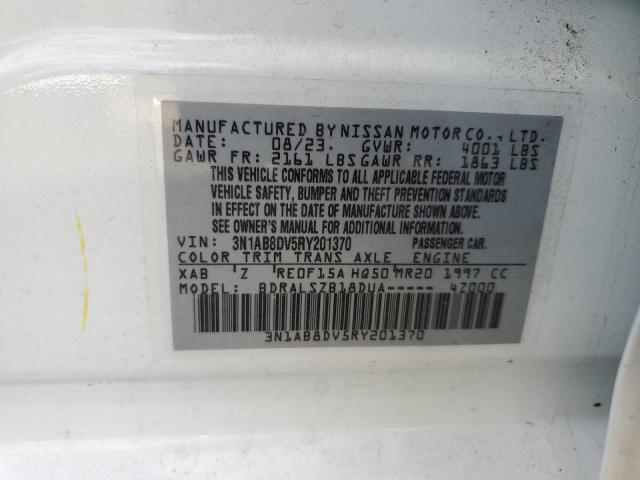 MANUFACTURED BY NISSAN MOTOR CO., LTD.
DATE: 08/23. GVWR: 4001 LBS
GAWR FR: 2161 LBS GAWR RR: 1863 LBS
THIS VEHICLE CONFORMS TO ALL APPLICABLE FEDERAL MOTOR
VEHICLE SAFETY, BUMPER AND THEFT PREVENTION STANDARDS
IN EFFECT ON THE DATE OF MANUFACTURE SHOWN ABOVE.
SEE OWNER'S MANUAL FOR ADDITIONAL INFORMATION.
VIN: 3N1AB8DV5RY201370 PASSENGER CAR.
COLOR TRIM TRANS AXLE ENGINE
XAB Z RE0F15A HQ50 MR20 1997 CC
MODEL: BDRALSZB18DUA----- 4Z000
3N1AB8DV5RY201370